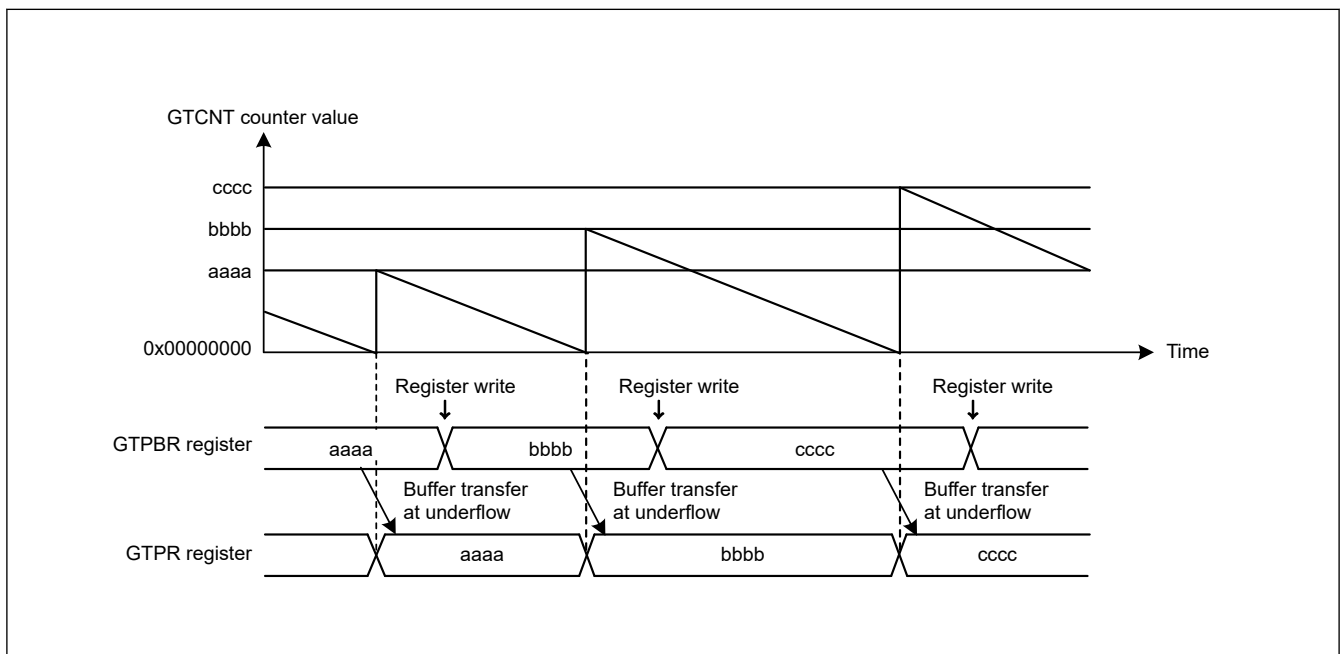 GTCNT counter value
cccc
bbbb
aaaa
0x00000000
Time
Register write
Register write
Register write
GTPBR register
aaaa
bbbb
cccc
Buffer transfer
at underflow
Buffer transfer
at underflow
Buffer transfer
at underflow
GTPR register
aaaa
bbbb
cccc